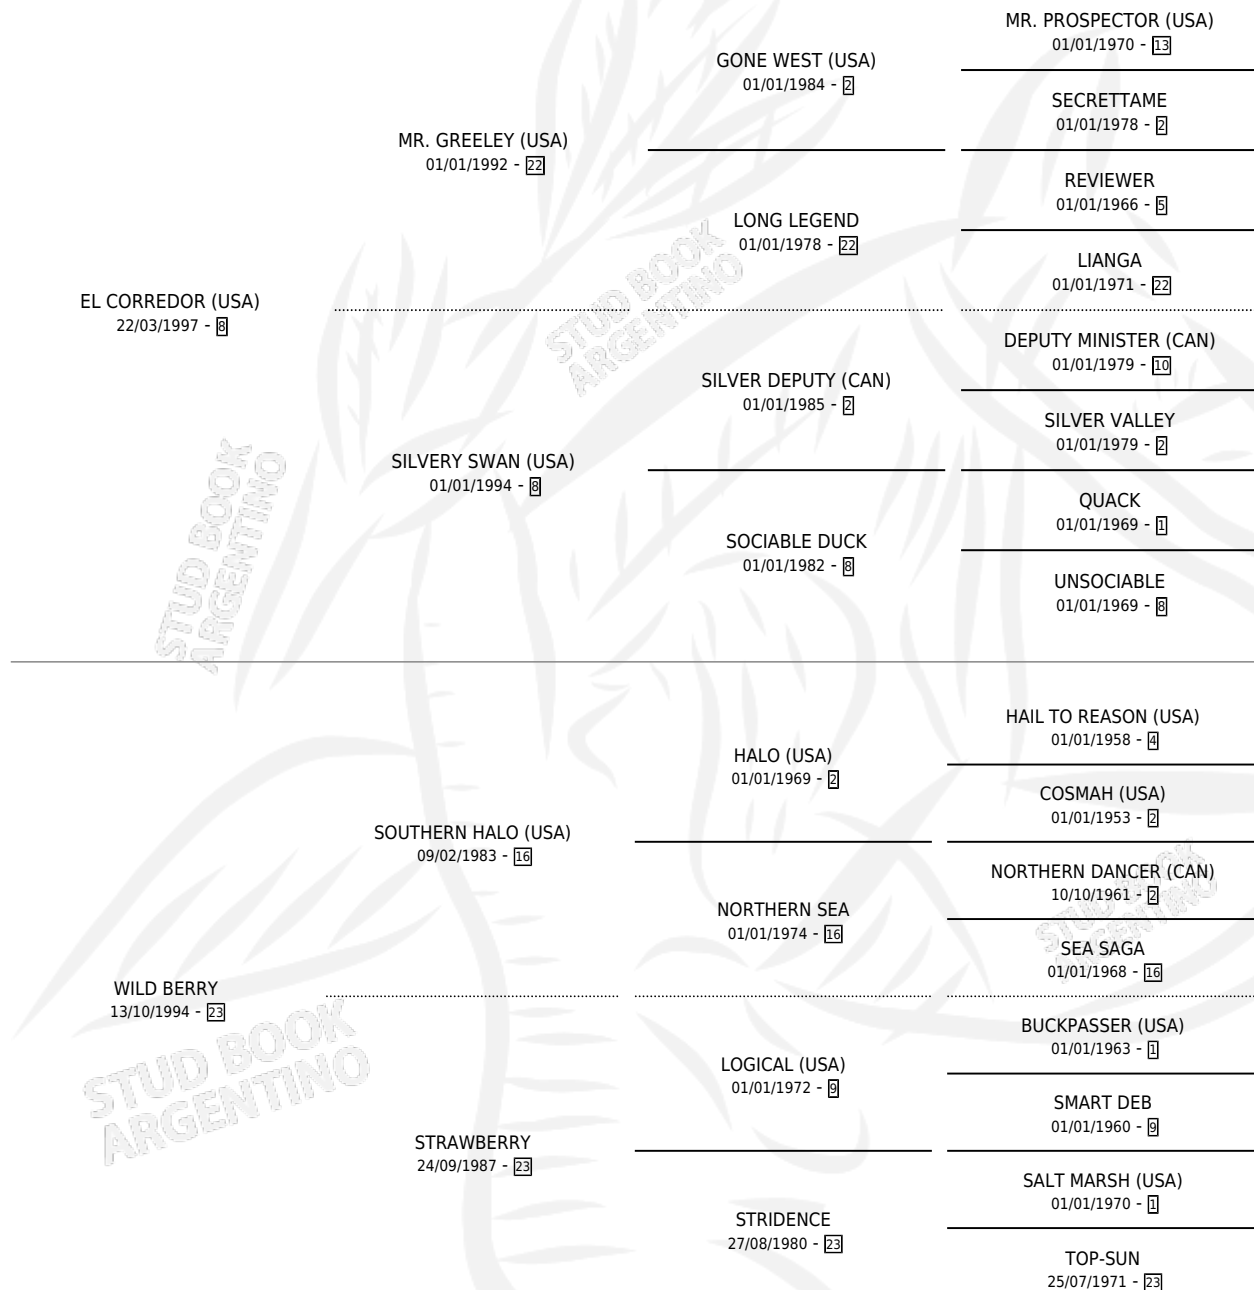 MR. PROSPECTOR (USA)
01/01/1970 - 13
GONE WEST (USA)
01/01/1984 - 2
SECRETTAME
01/01/1978 - 2
MR. GREELEY (USA)
01/01/1992 - 22
REVIEWER
01/01/1966 - 5
LONG LEGEND
01/01/1978 - 22
LIANGA
01/01/1971 - 22
EL CORREDOR (USA)
22/03/1997 - 8
DEPUTY MINISTER (CAN)
01/01/1979 - 10
SILVER DEPUTY (CAN)
01/01/1985 - 2
SILVER VALLEY
01/01/1979 - 2
SILVERY SWAN (USA)
01/01/1994 - 8
QUACK
01/01/1969 - 1
SOCIABLE DUCK
01/01/1982 - 8
UNSOCIABLE
01/01/1969 - 8
HAIL TO REASON (USA)
01/01/1958 - 4
HALO (USA)
01/01/1969 - 2
COSMAH (USA)
01/01/1953 - 2
SOUTHERN HALO (USA)
09/02/1983 - 16
NORTHERN DANCER (CAN)
10/10/1961 - 2
NORTHERN SEA
01/01/1974 - 16
SEA SAGA
01/01/1968 - 16
WILD BERRY
13/10/1994 - 23
BUCKPASSER (USA)
01/01/1963 - 1
LOGICAL (USA)
01/01/1972 - 9
SMART DEB
01/01/1960 - 9
STRAWBERRY
24/09/1987 - 23
SALT MARSH (USA)
01/01/1970 - 1
STRIDENCE
27/08/1980 - 23
TOP-SUN
25/07/1971 - 23
STUD BOOK
ARGENTINO
STUD BOOK
ARGENTINO
STUD BOOK
ARGENTINO
STUD BOOK
ARGENTINO